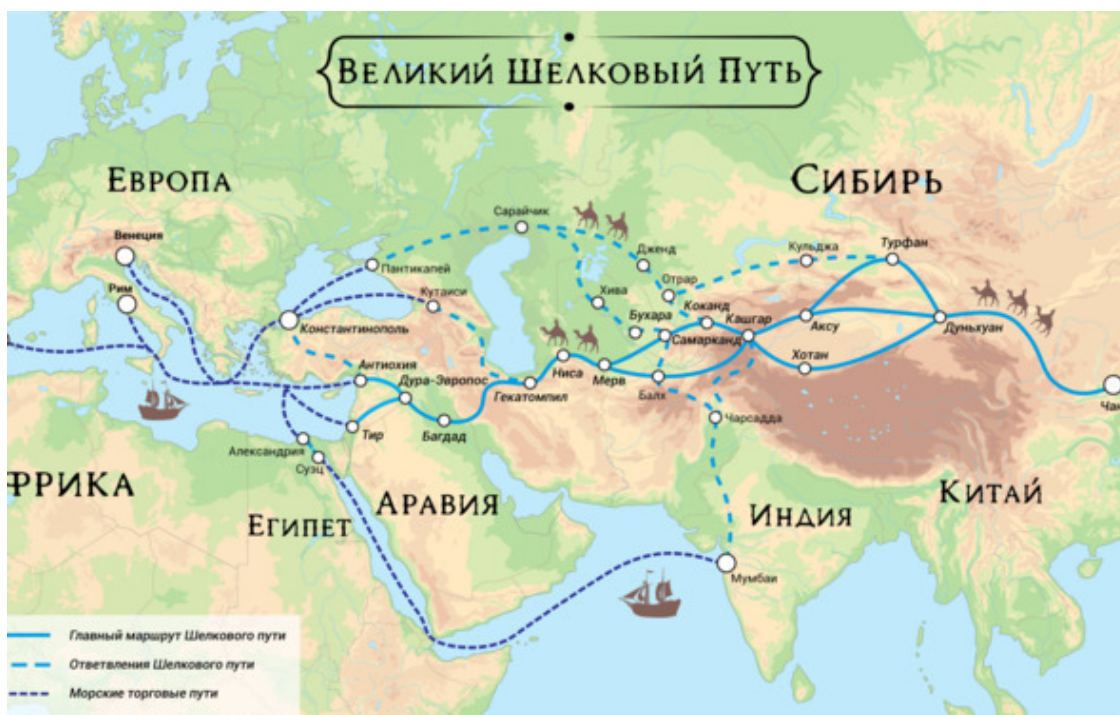 Великий Шелковый Путь
Европа
Сибирь
Венеция
Рим
Сарайчик
Пантикапей
Кутаиси
Константинополь
Дженд
Отрар
Кульджа
Турфан
Хива
Бухара
Коканд
Кашгар
Самарканд
Аксу
Дуньхуан
Антиохия
Дура-Эвропос
Ниса
Мерв
Гекатомпил
Балх
Хотан
Чан
Чарсадда
Тир
Багдад
Александрия
Суэц
ФРИКА
Аравия
Египет
Индия
Китай
Мумбаи
Главный маршрут Шелкового пути
Ответвления Шелкового пути
Морские торговые пути